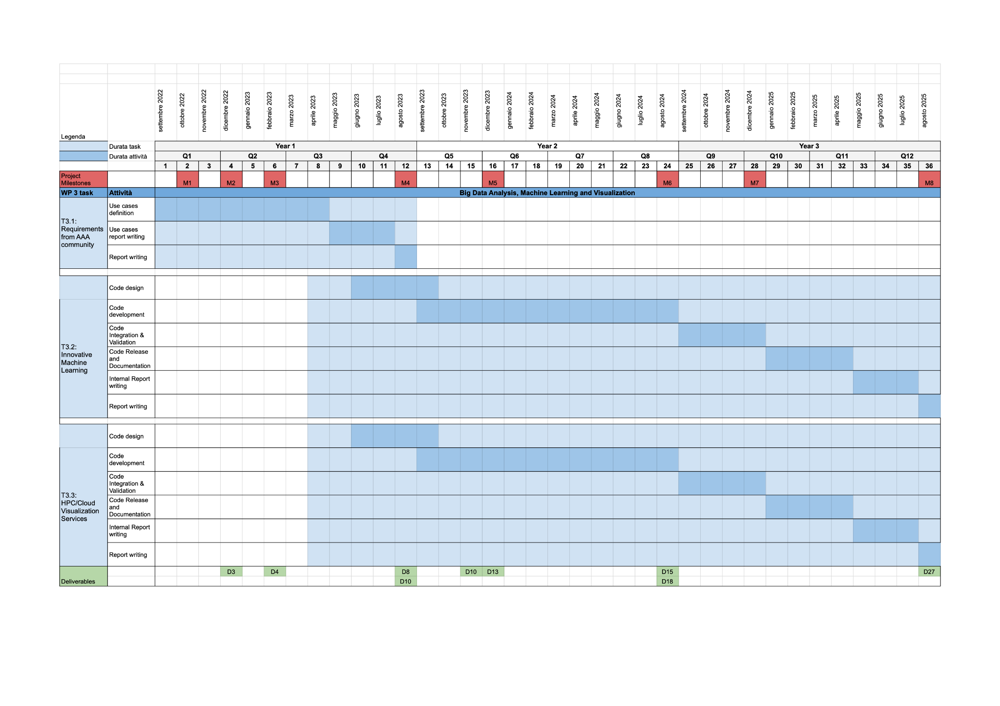 settembre 2022
ottobre 2022
novembre 2022
dicembre 2022
gennaio 2023
febbraio 2023
marzo 2023
aprile 2023
maggio 2023
giugno 2023
luglio 2023
agosto 2023
settembre 2023
ottobre 2023
novembre 2023
dicembre 2023
gennaio 2024
febbraio 2024
marzo 2024
aprile 2024
maggio 2024
giugno 2024
luglio 2024
agosto 2024
settembre 2024
ottobre 2024
novembre 2024
dicembre 2024
gennaio 2025
febbraio 2025
marzo 2025
aprile 2025
maggio 2025
giugno 2025
luglio 2025
agosto 2025
Legenda
Durata task Year 1 Year 2 Year 3
Durata attività Q1 Q2 Q3 Q4 Q5 Q6 Q7 Q8 Q9 Q10 Q11 Q12
1 2 3 4 5 6 7 8 9 10 11 12 13 14 15 16 17 18 19 20 21 22 23 24 25 26 27 28 29 30 31 32 33 34 35 36
Project
Milestones M1 M2 M3 M4 M5 M6 M7 M8
WP 3 task Attività Big Data Analysis, Machine Learning and Visualization
T3.1:
Requirements
from AAA
community
Use cases
definition
Use cases
report writing
Report writing
T3.2:
Innovative
Machine
Learning
Code design
Code
development
Code
Integration &
Validation
Code Release
and
Documentation
Internal Report
writing
Report writing
T3.3:
HPC/Cloud
Visualization
Services
Code design
Code
development
Code
Integration &
Validation
Code Release
and
Documentation
Internal Report
writing
Report writing
D3 D4 D8 D10 D13 D15 D27
Deliverables D10 D18